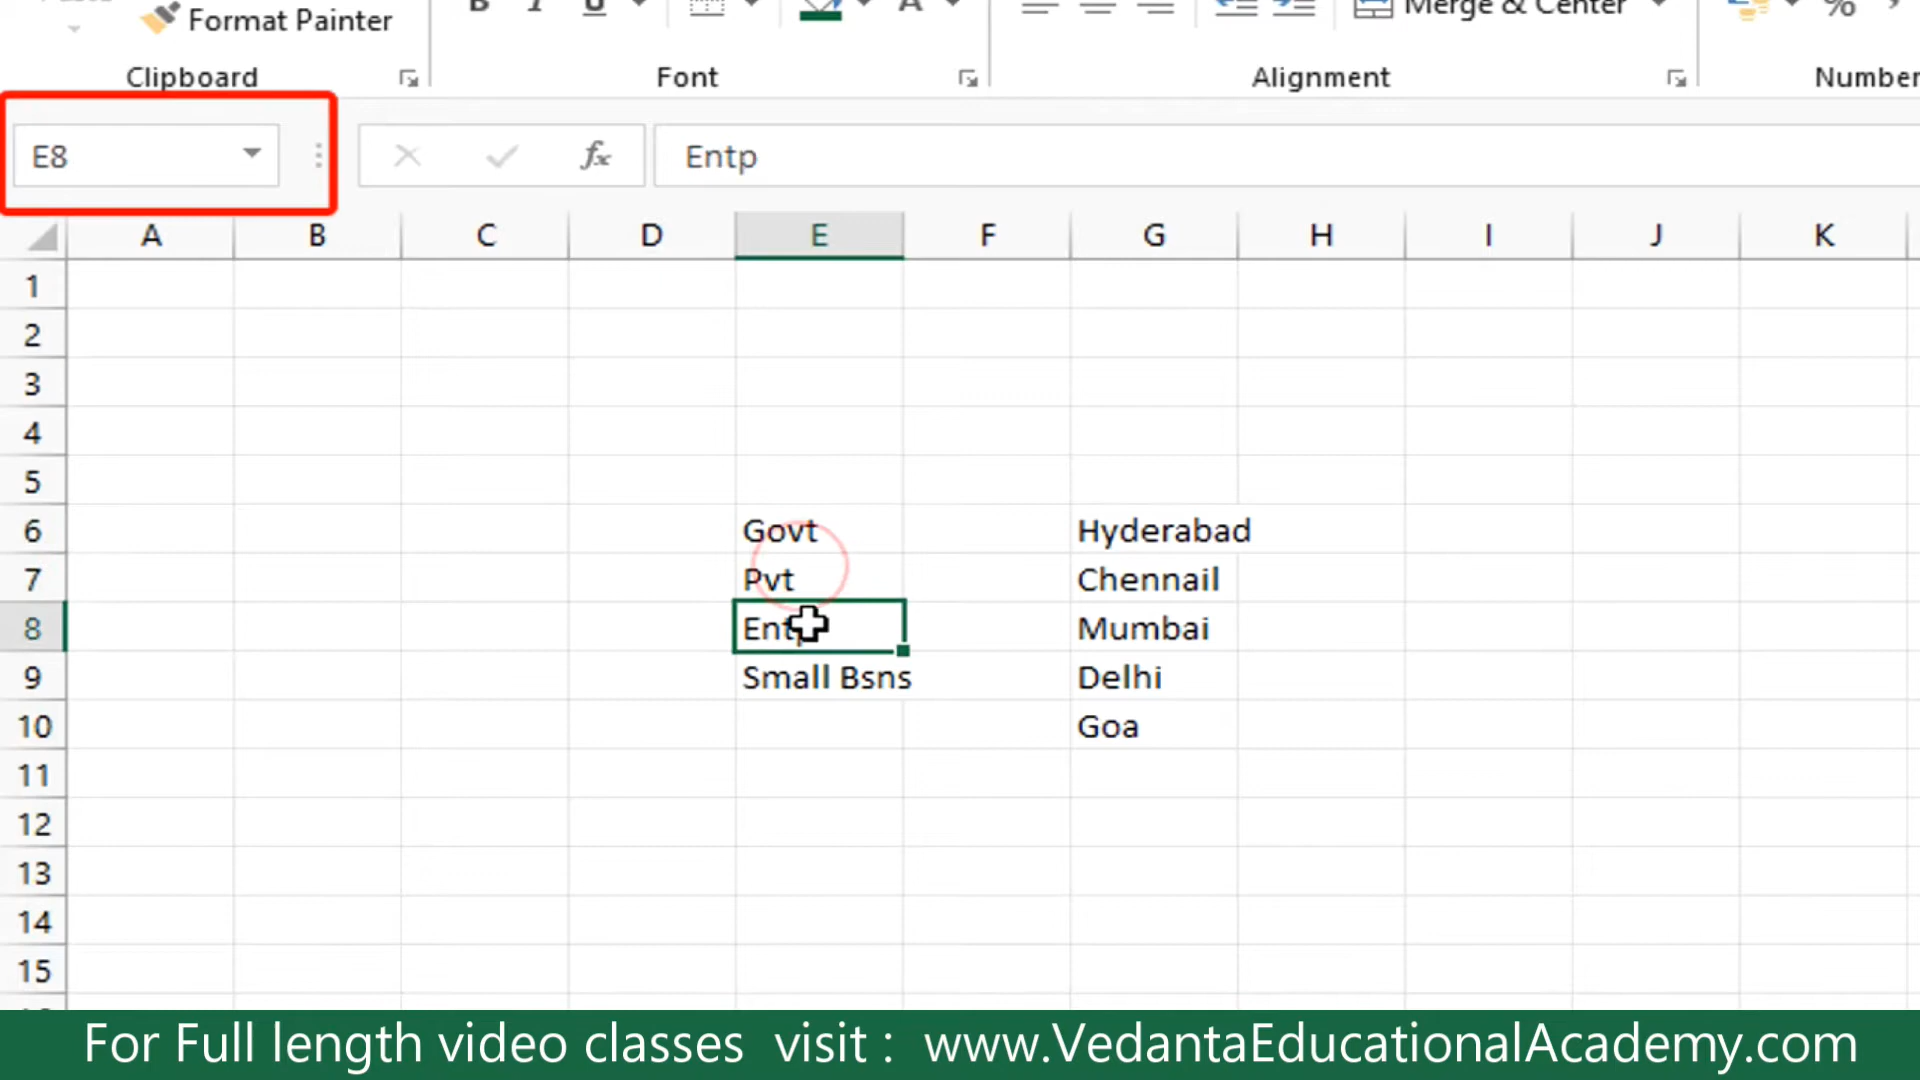 Format Painter
B I U A Merge & Center %
Clipboard Font Alignment Number
E8 fx Entp
A B C D E F G H I J K
1
2
3
4
5
6 Govt Hyderabad
7 Pvt Chennail
8 Entp Mumbai
9 Small Bsns Delhi
10 Goa
11
12
13
14
15
For Full length video classes visit : www.VedantaEducationalAcademy.com